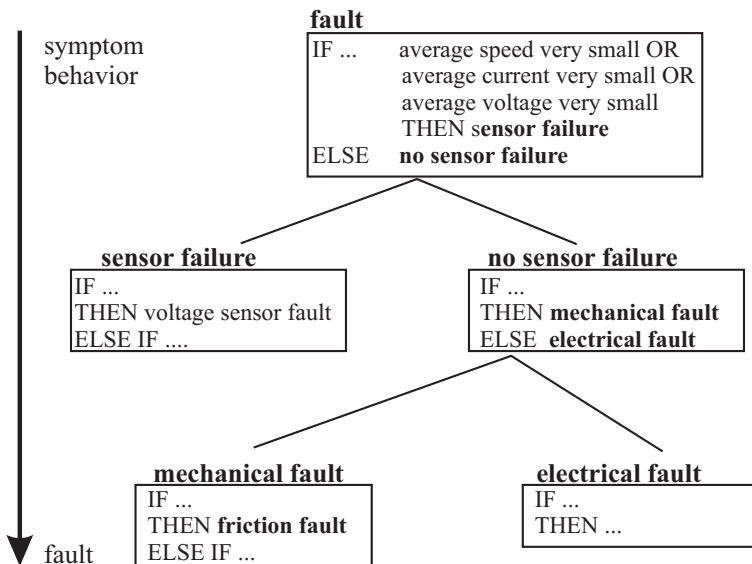 fault
symptom
behavior
IF ... average speed very small OR
average current very small OR
average voltage very small
THEN sensor failure
ELSE no sensor failure
sensor failure
IF ...
THEN voltage sensor fault
ELSE IF ....
no sensor failure
IF ...
THEN mechanical fault
ELSE electrical fault
mechanical fault
IF ...
THEN friction fault
ELSE IF ...
electrical fault
IF ...
THEN ...
fault